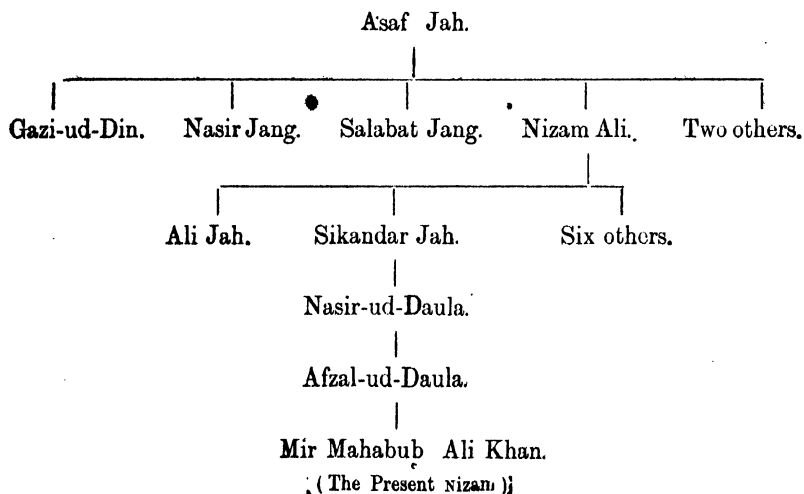 Asaf Jah.
Gazi-ud-Din. Nasir Jang. Salabat Jang. Nizam Ali. Two others.
Ali Jah. Sikandar Jah. Six others.
Nasir-ud-Daula.
Afzal-ud-Daula.
Mir Mahabub Ali Khan.
(The Present Nizam)